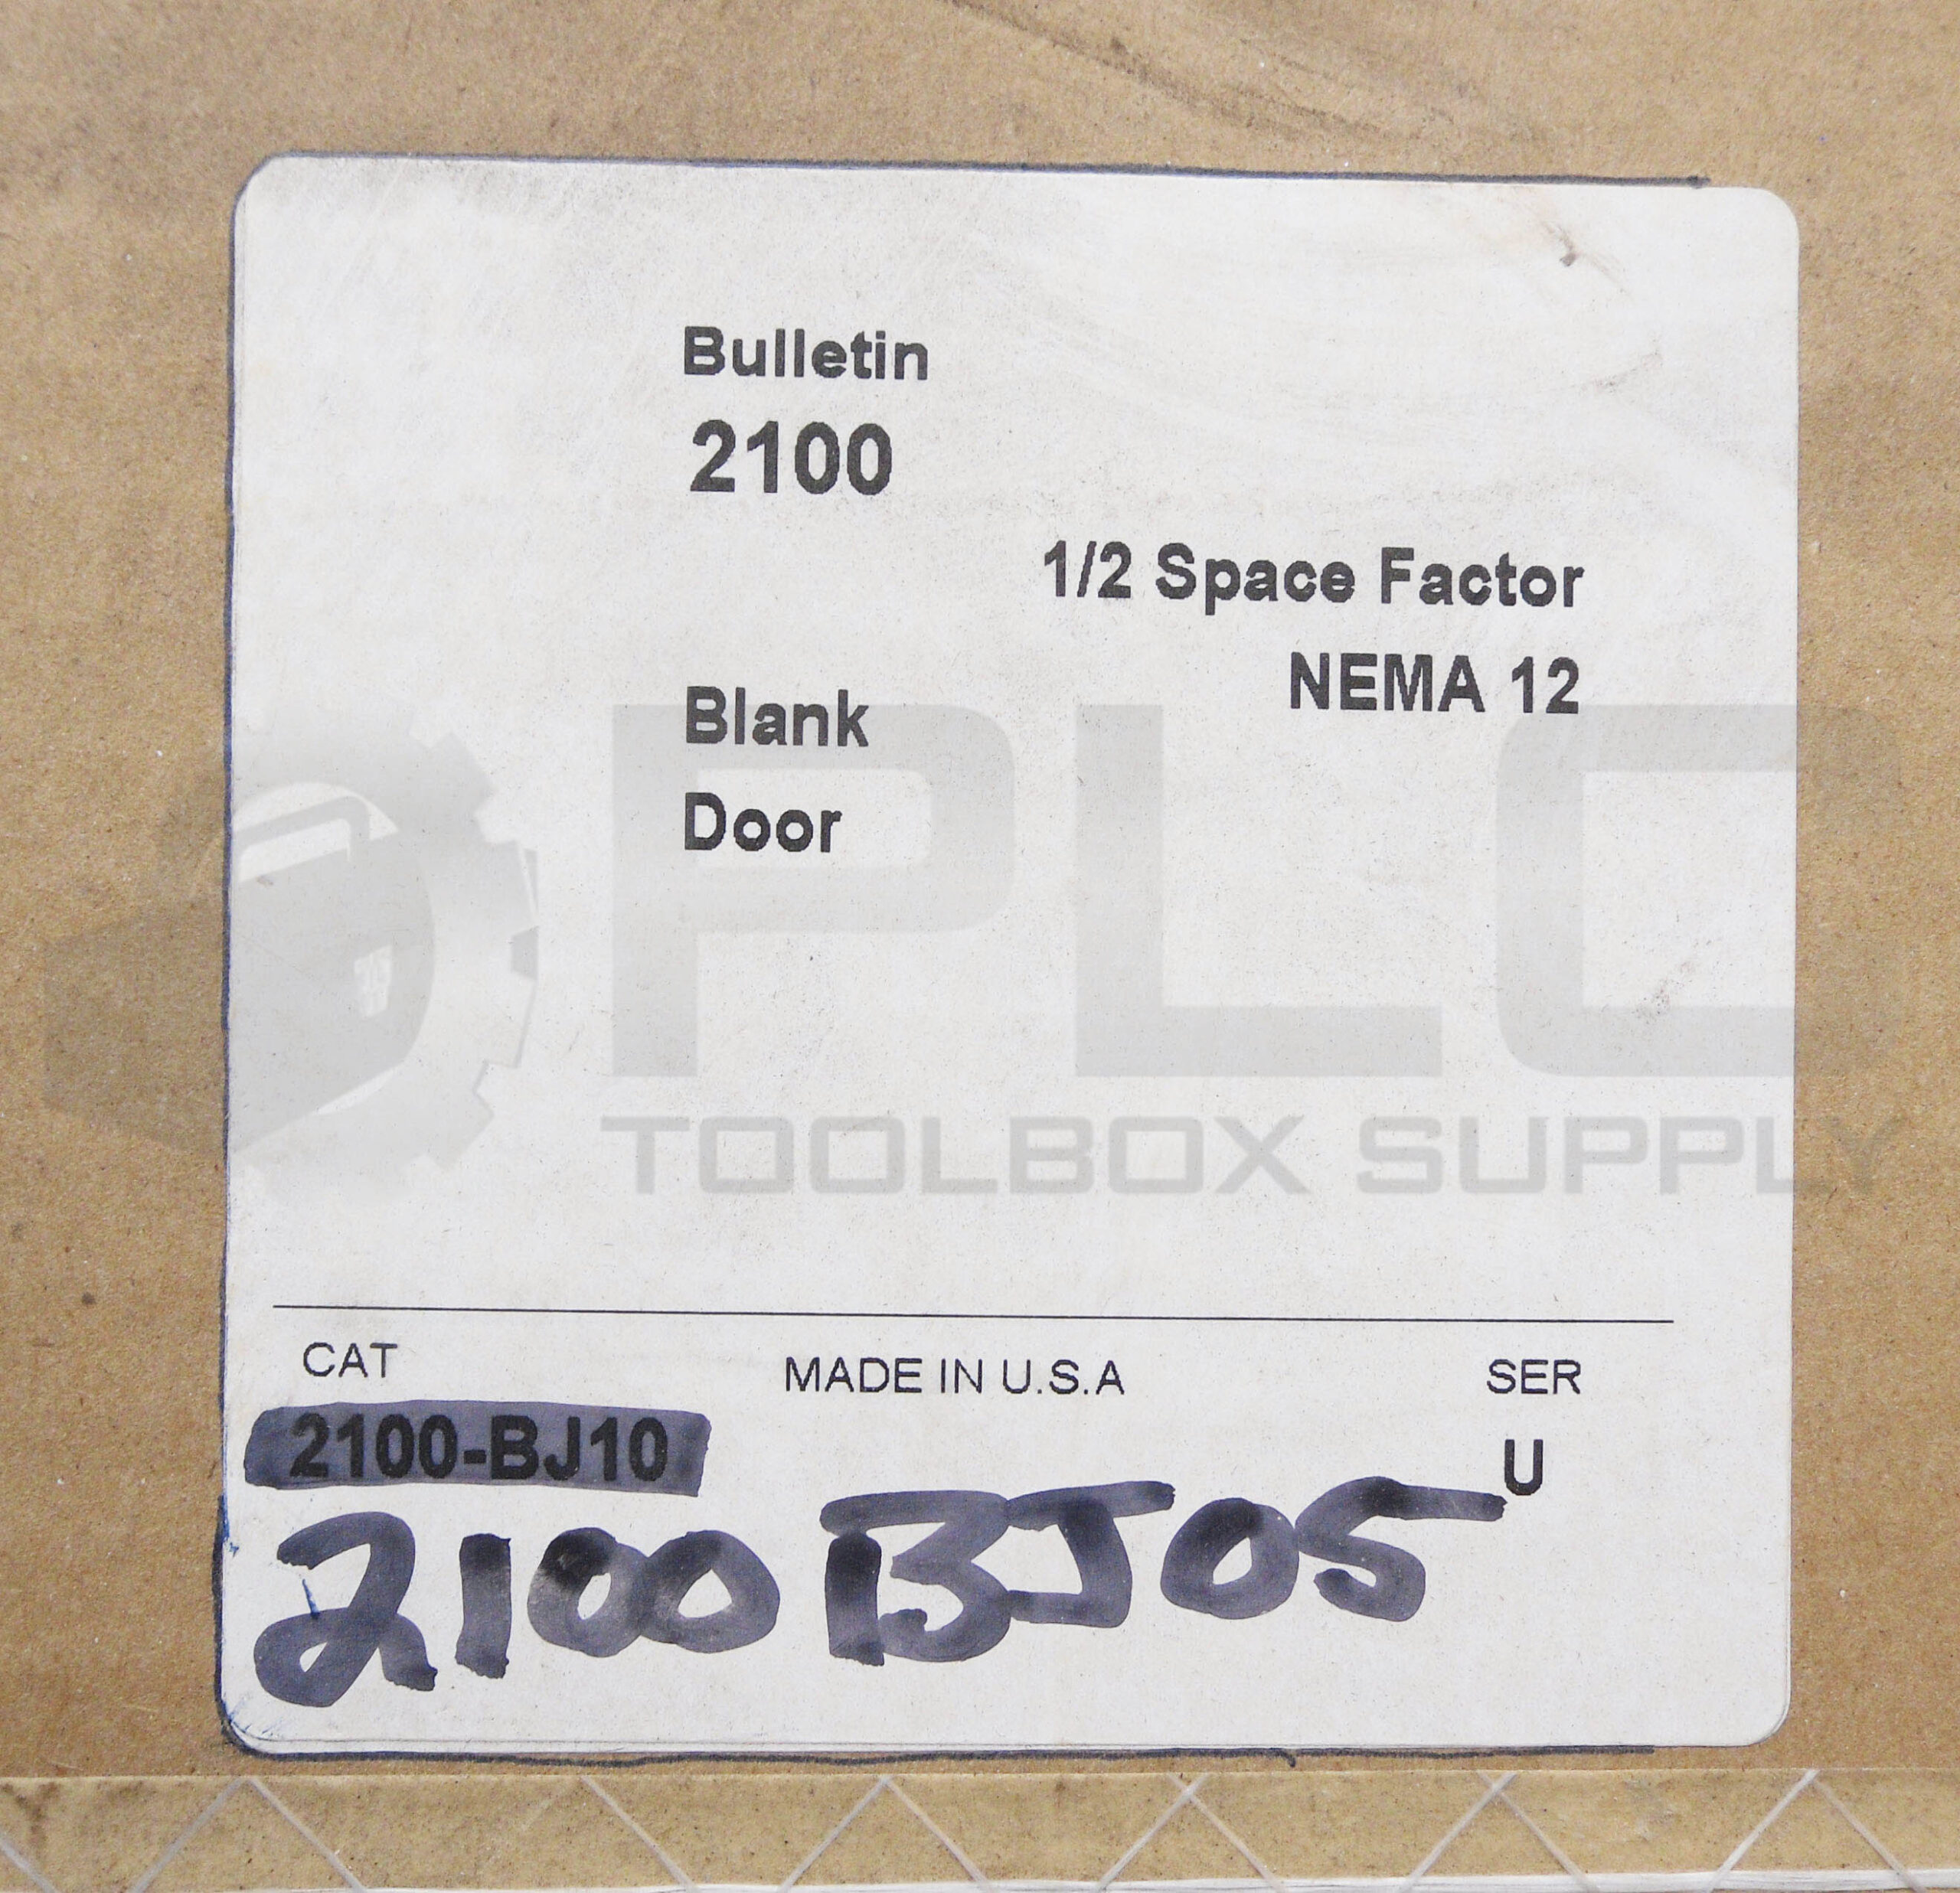 Bulletin
2100
1/2 Space Factor
NEMA 12
Blank
Door
PLC
TOOLBOX SUPPLY
CAT
MADE IN U.S.A
SER
2100-BJ10
U
2100BJ05